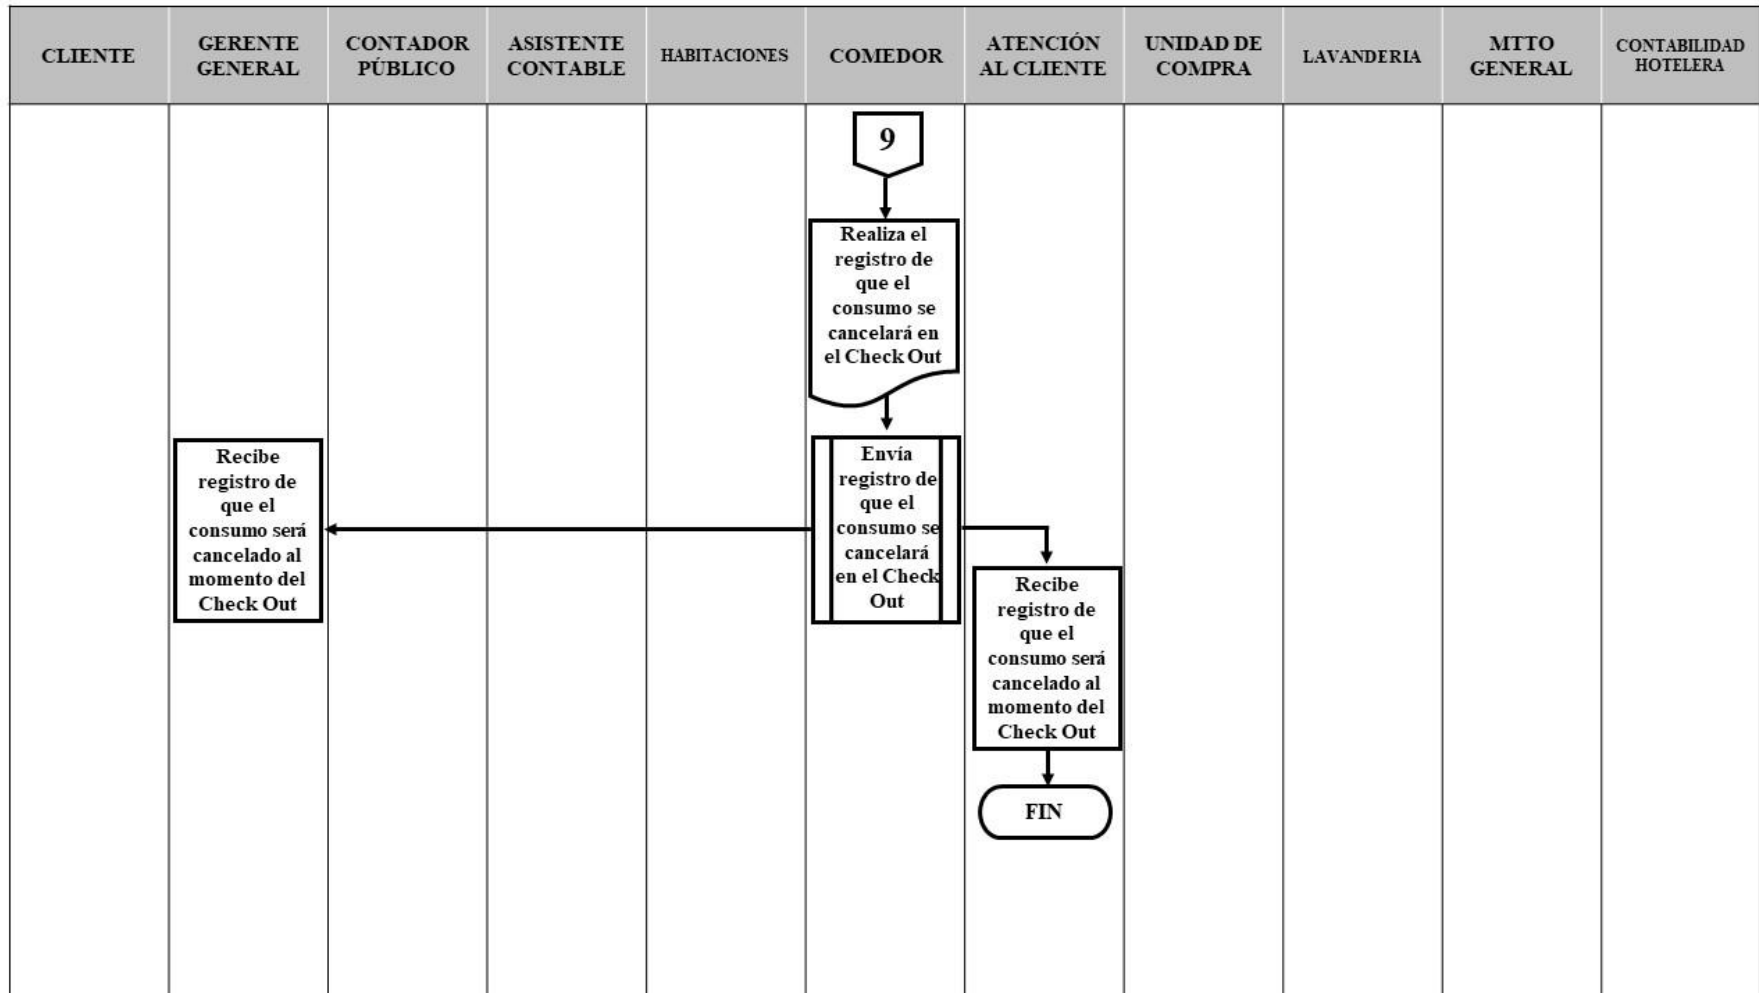 CLIENTE
GERENTE
GENERAL
CONTADOR
PÚBLICO
ASISTENTE
CONTABLE
HABITACIONES
COMEDOR
ATENCIÓN
AL CLIENTE
UNIDAD DE
COMPRA
LAVANDERIA
MTTO
GENERAL
CONTABILIDAD
HOTELERA
9
Realiza el
registro de
que el
consumo se
cancelará en
el Check Out
Envía
registro de
que el
consumo se
cancelará
en el Check
Out
Recibe
registro de
que el
consumo será
cancelado al
momento del
Check Out
Recibe
registro de
que el
consumo será
cancelado al
momento del
Check Out
FIN